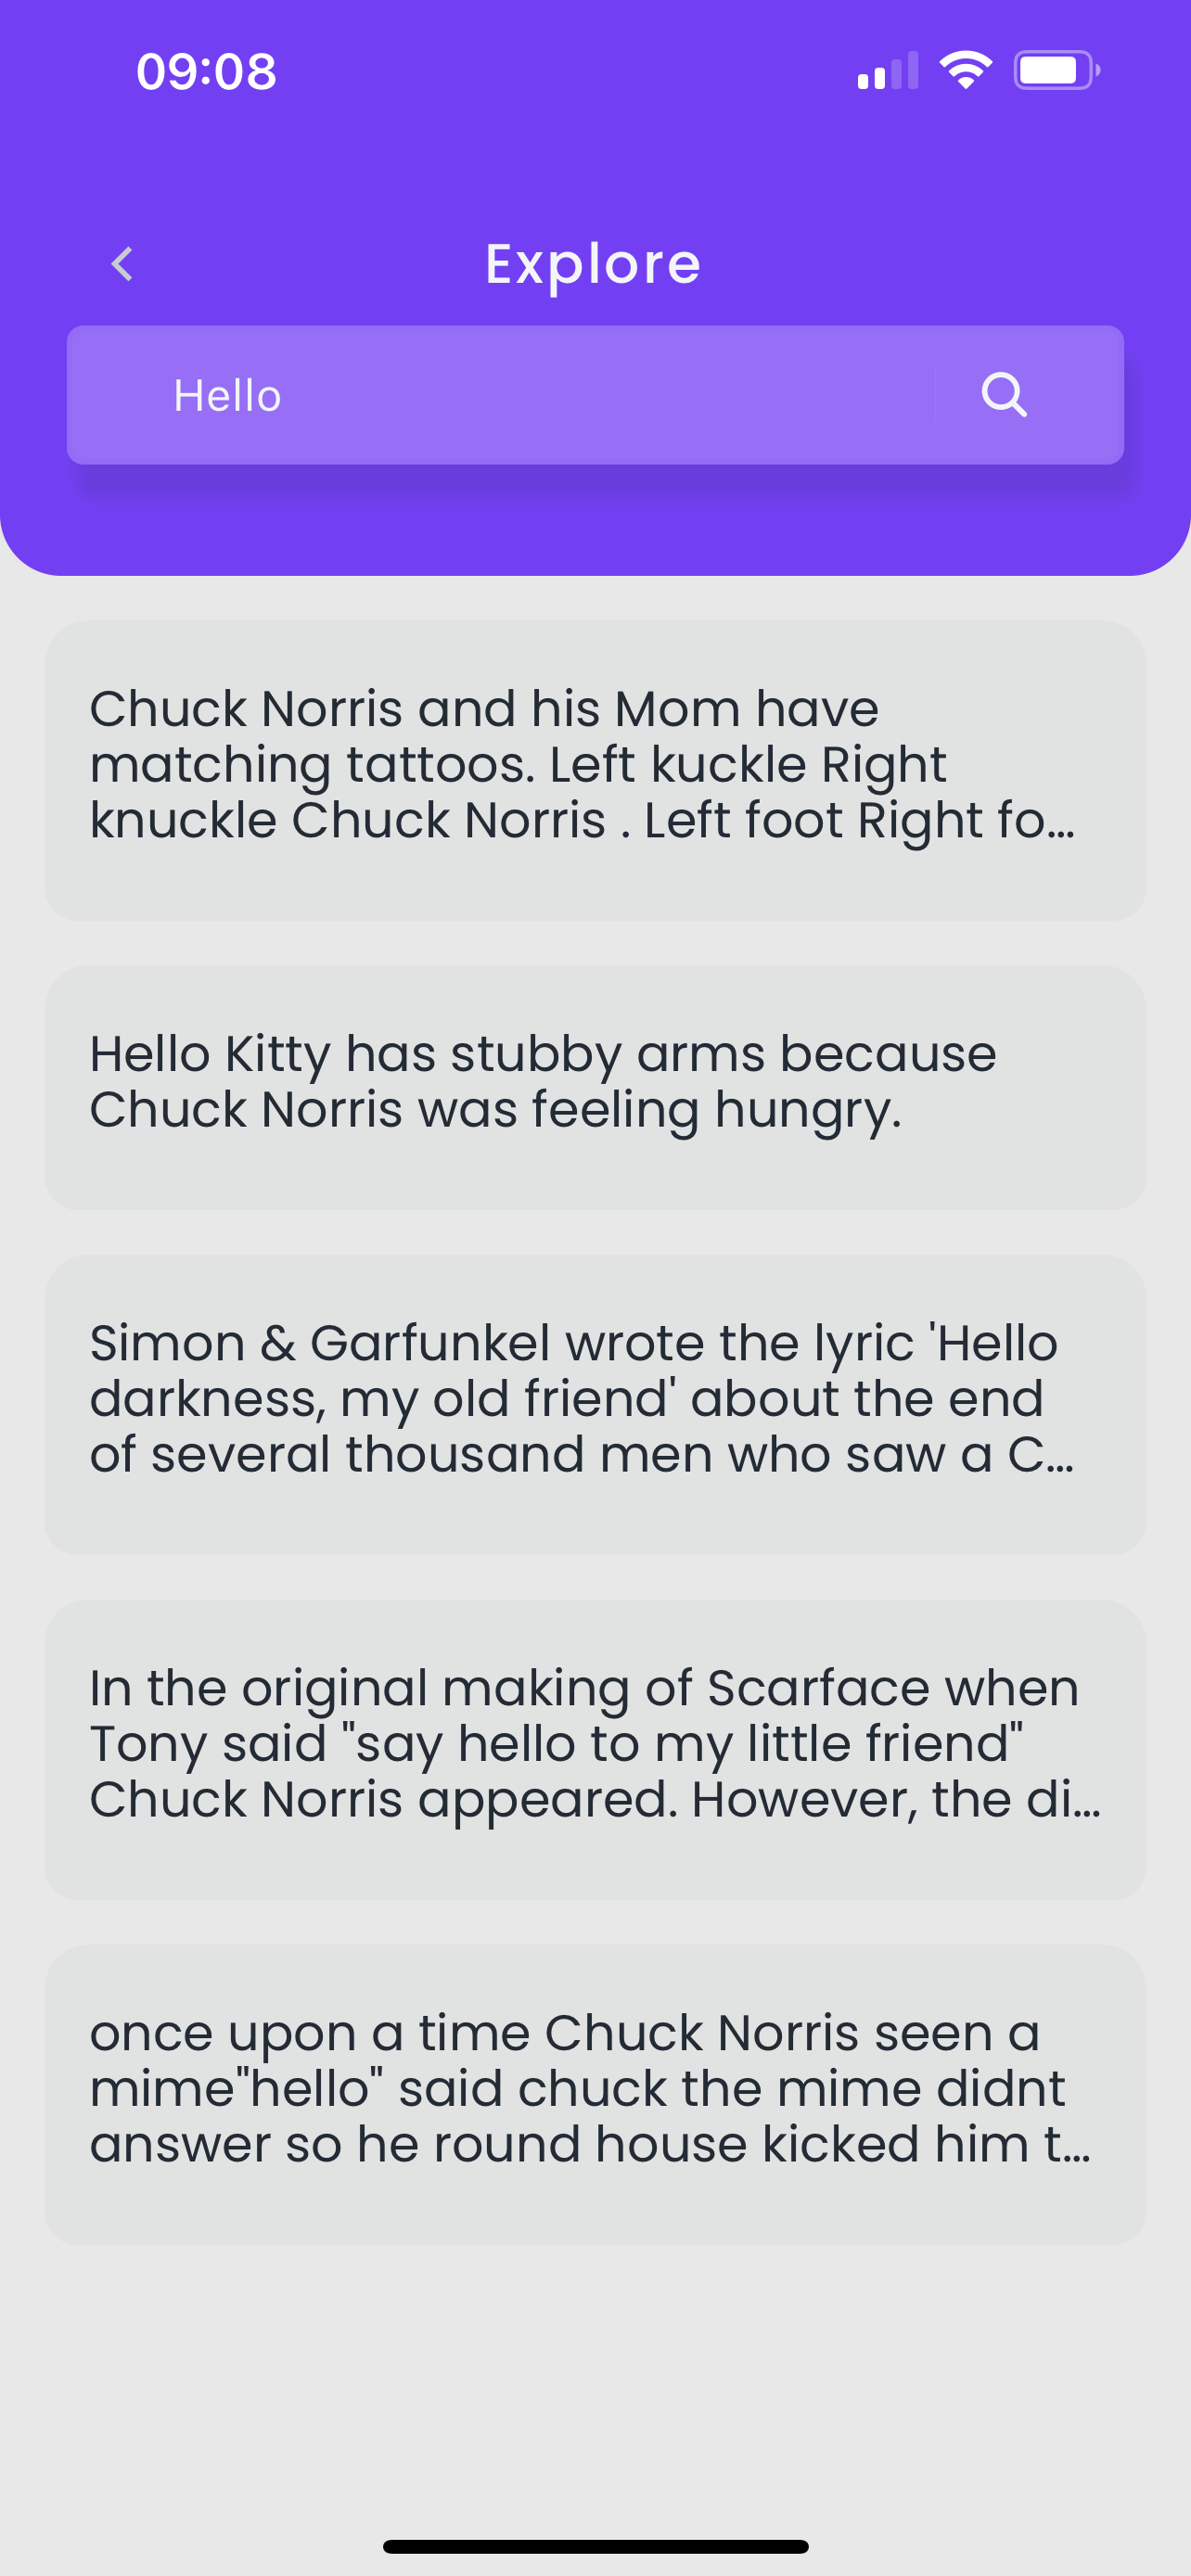 09:08
Explore
Hello
Chuck Norris and his Mom have
matching tattoos. Left kuckle Right
knuckle Chuck Norris . Left foot Right fo...
Hello Kitty has stubby arms because
Chuck Norris was feeling hungry.
Simon & Garfunkel wrote the lyric 'Hello
darkness, my old friend' about the end
of several thousand men who saw a C...
In the original making of Scarface when
Tony said "say hello to my little friend"
Chuck Norris appeared. However, the di...
once upon a time Chuck Norris seen a
mime"hello" said chuck the mime didnt
answer so he round house kicked him t...